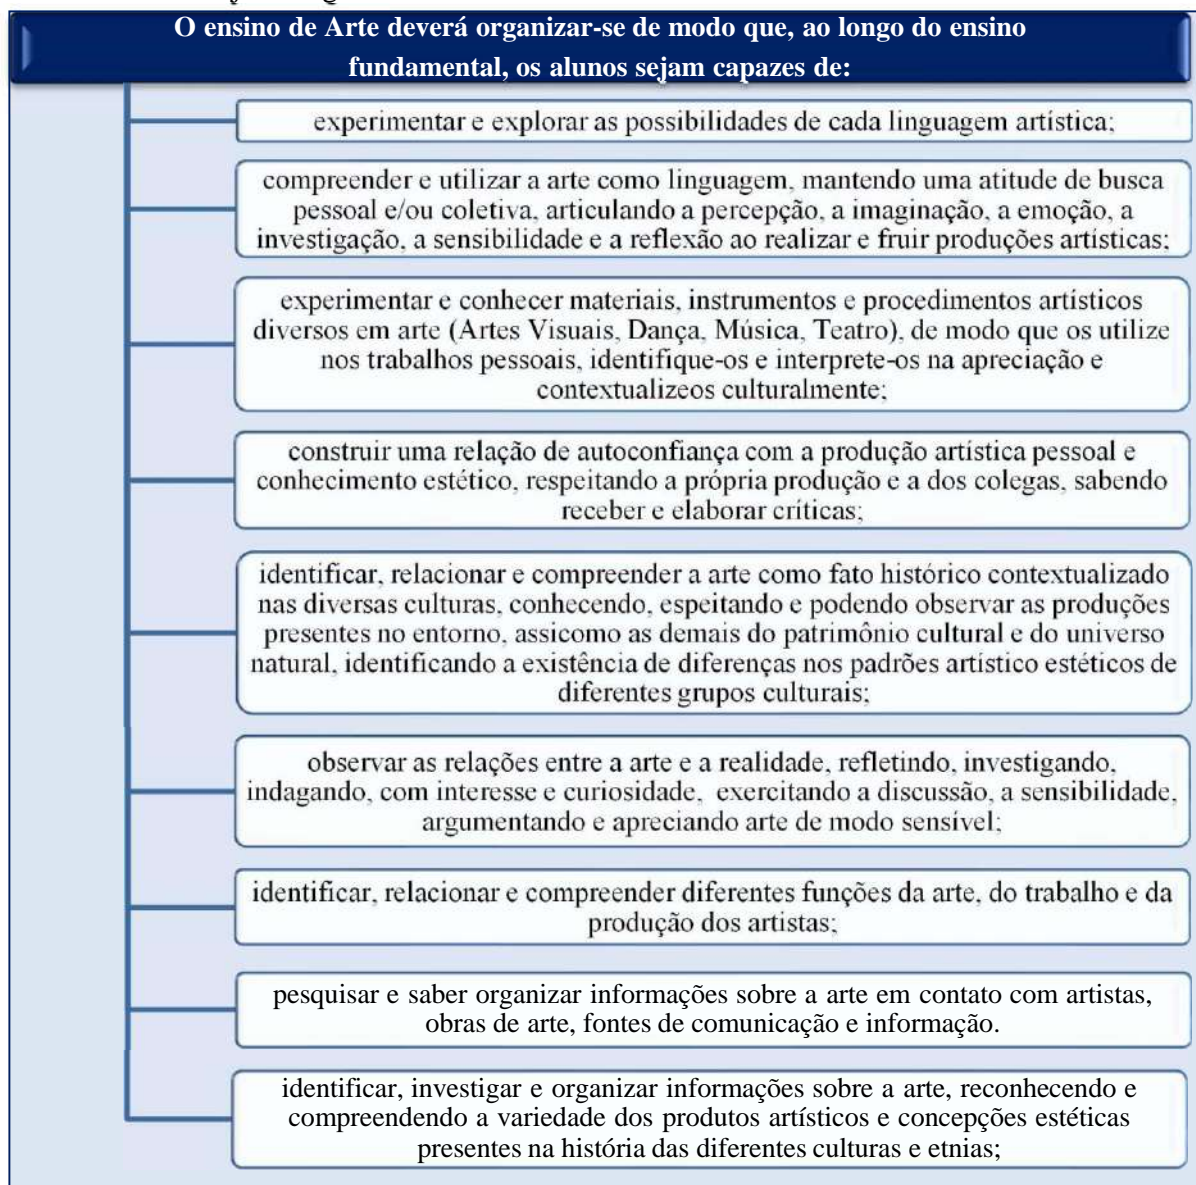 O ensino de Arte deverá organizar-se de modo que, ao longo do ensino
fundamental, os alunos sejam capazes de:
experimentar e explorar as possibilidades de cada linguagem artística;
compreender e utilizar a arte como linguagem, mantendo uma atitude de busca
pessoal e/ou coletiva, articulando a percepção, a imaginação, a emoção, a
investigação, a sensibilidade e a reflexão ao realizar e fruir produções artísticas;
experimentar e conhecer materiais, instrumentos e procedimentos artísticos
diversos em arte (Artes Visuais, Dança, Música, Teatro), de modo que os utilize
nos trabalhos pessoais, identifique-os e interprete-os na apreciação e
contextualizeos culturalmente;
construir uma relação de autoconfiança com a produção artística pessoal e
conhecimento estético, respeitando a própria produção e a dos colegas, sabendo
receber e elaborar críticas;
identificar, relacionar e compreender a arte como fato histórico contextualizado
nas diversas culturas, conhecendo, espeitando e podendo observar as produções
presentes no entorno, assicomo as demais do patrimônio cultural e do universo
natural, identificando a existência de diferenças nos padrões artístico estéticos de
diferentes grupos culturais;
observar as relações entre a arte e a realidade, refletindo, investigando,
indagando, com interesse e curiosidade, exercitando a discussão, a sensibilidade,
argumentando e apreciando arte de modo sensível;
identificar, relacionar e compreender diferentes funções da arte, do trabalho e da
produção dos artistas;
pesquisar e saber organizar informações sobre a arte em contato com artistas,
obras de arte, fontes de comunicação e informação.
identificar, investigar e organizar informações sobre a arte, reconhecendo e
compreendendo a variedade dos produtos artísticos e concepções estéticas
presentes na história das diferentes culturas e etnias;